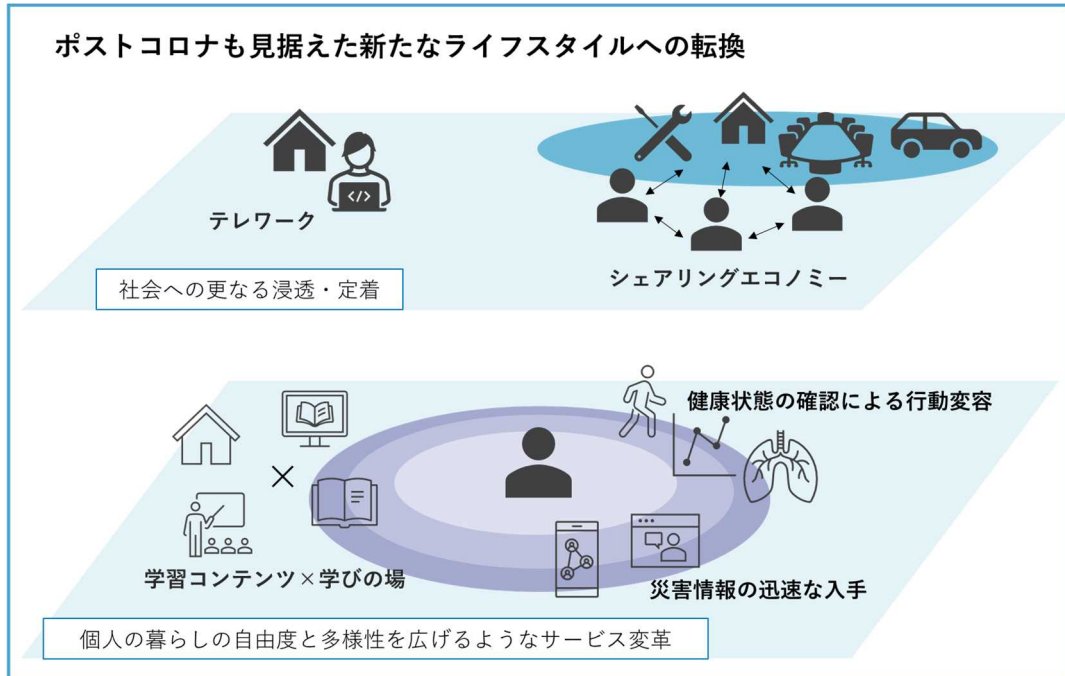 ポストコロナも見据えた新たなライフスタイルへの転換
テレワーク
</>
シェアリングエコノミー
社会への更なる浸透・定着
健康状態の確認による行動変容
×
学習コンテンツ×学びの場
災害情報の迅速な入手
個人の暮らしの自由度と多様性を広げるようなサービス変革